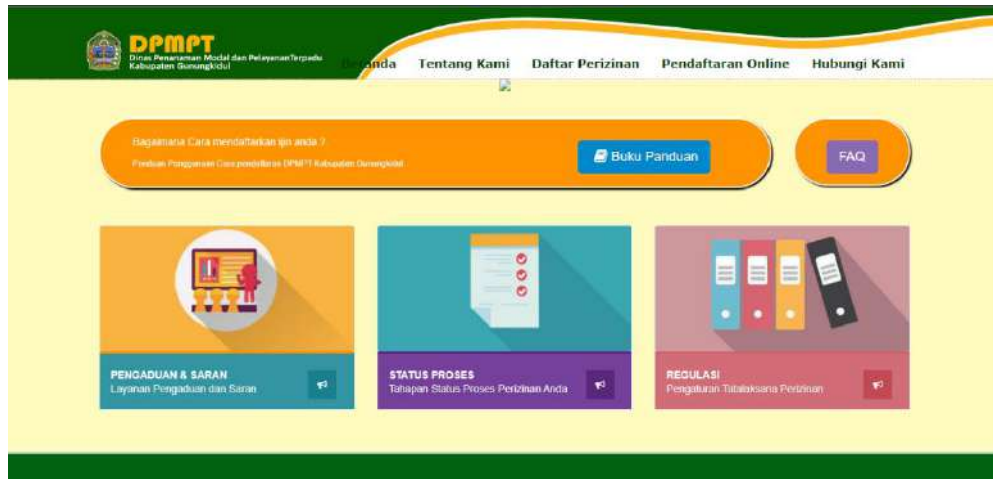 DPMPT
Dinas Penanaman Modal dan PelayananTerpadu
Kabupaten Gunungkidul
Beranda Tentang Kami Daftar Perizinan Pendaftaran Online Hubungi Kami
Bagaimana Cara mendaftarkan ijin anda ?
Panduan Penggunaan Cara pendaftaran DPMPT Kabupaten Gunungkidul
Buku Panduan
FAQ
PENGADUAN & SARAN
Layanan Pengaduan dan Saran
STATUS PROSES
Tahapan Status Proses Perizinan Anda
REGULASI
Pengaturan Tatalaksana Perizinan